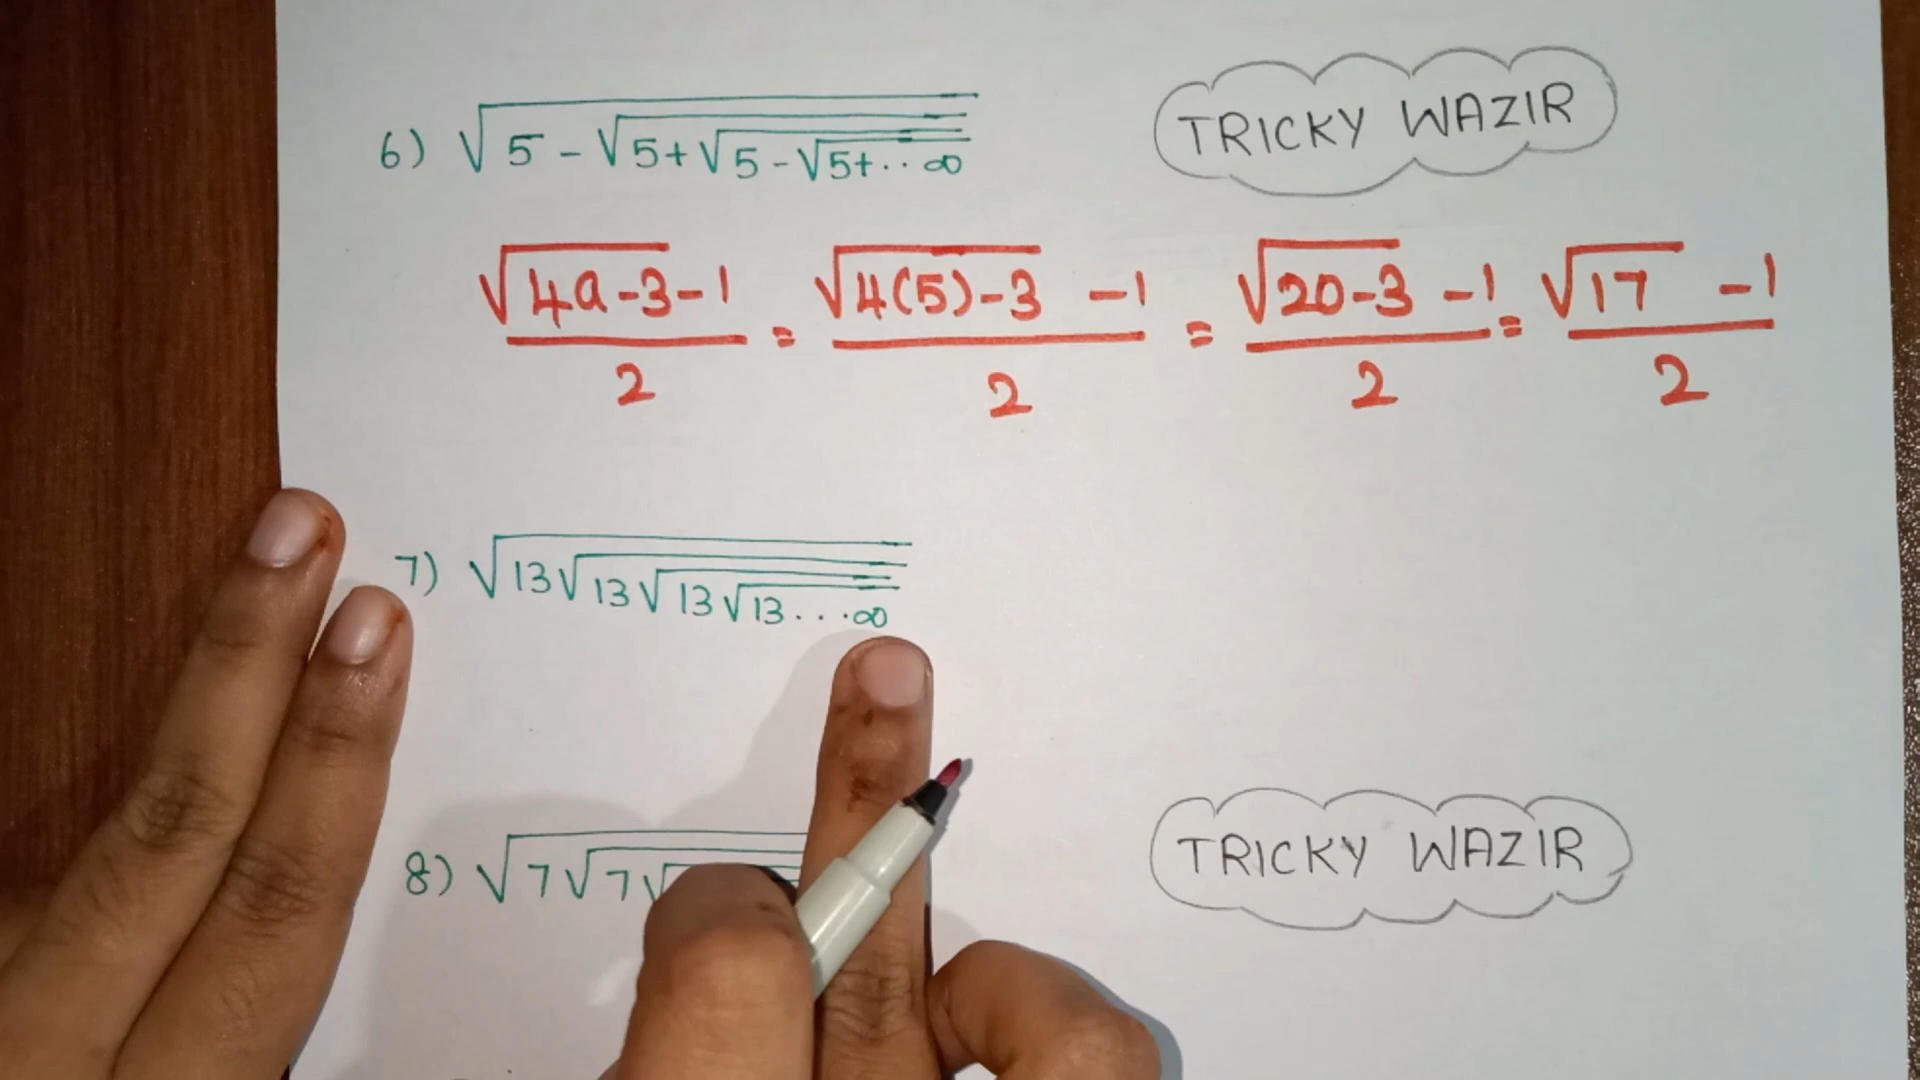 6) √5-√5+√5-√5+..∞
TRICKY WAZIR
√4a-3-1/2 = √4(5)-3 -1/2 = √20-3 -1/2 = √17 -1/2
7) √13√13√13√13...∞
8) √7√7√
TRICKY WAZIR